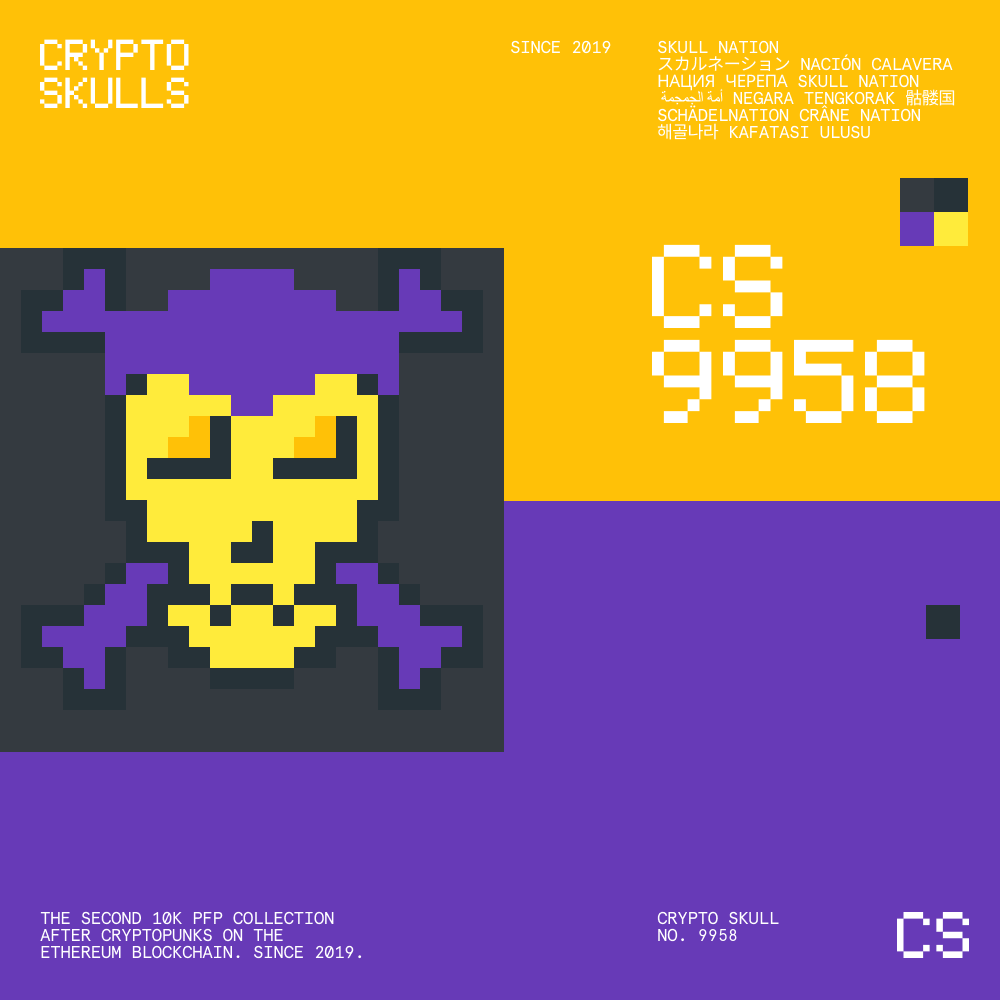 CRYPTO
SKULLS
SINCE 2019
SKULL NATION
スカルネーション NACIÓN CALAVERA
НАЦИЯ ЧЕРЕПА SKULL NATION
أمة الجمجمة NEGARA TENGKORAK 骷髅国
SCHÄDELNATION CRÂNE NATION
해골나라 KAFATASI ULUSU
CS
9958
THE SECOND 10K PFP COLLECTION
AFTER CRYPTOPUNKS ON THE
ETHEREUM BLOCKCHAIN. SINCE 2019.
CRYPTO SKULL
NO. 9958
CS